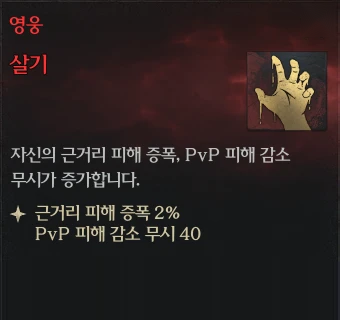 영웅
살기
자신의 근거리 피해 증폭, PvP 피해 감소
무시가 증가합니다.
근거리 피해 증폭 2%
PvP 피해 감소 무시 40